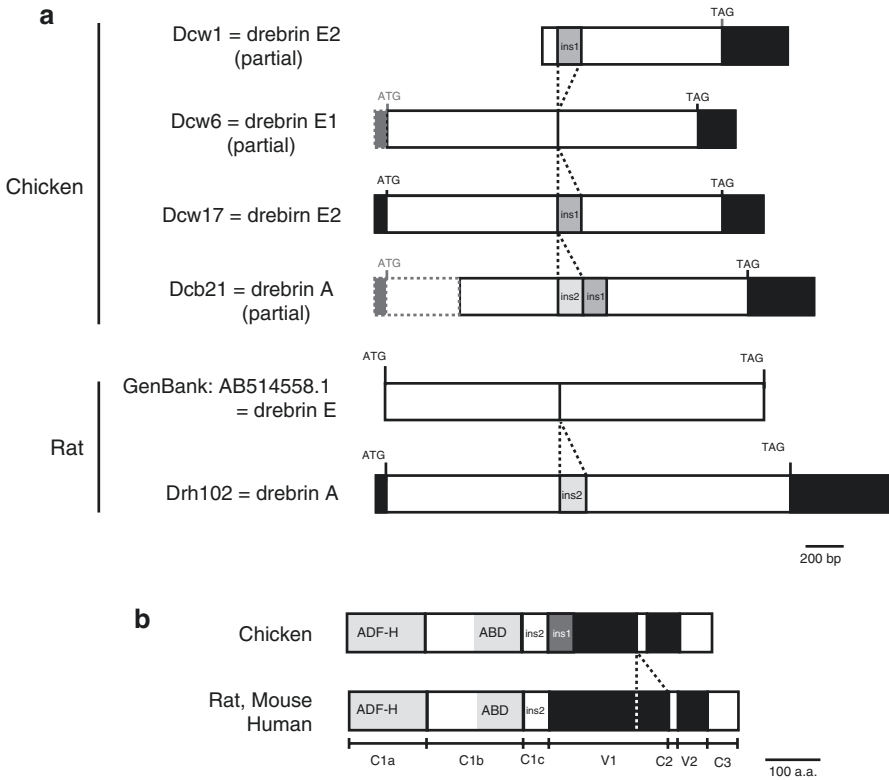 a
TAG
Dcw1 = drebrin E2
(partial)
ins1
ATG
TAG
Dcw6 = drebrin E1
(partial)
Chicken
ATG
TAG
Dcw17 = drebirn E2
ins1
ATG
TAG
Dcb21 = drebrin A
(partial)
ins2
ins1
ATG
TAG
GenBank: AB514558.1
= drebrin E
Rat
ATG
TAG
Drh102 = drebrin A
ins2
200 bp
b
Chicken
ADF-H
ABD
ins2
ins1
Rat, Mouse
Human
ADF-H
ABD
ins2
C1a
C1b
C1c
V1
C2
V2
C3
100 a.a.